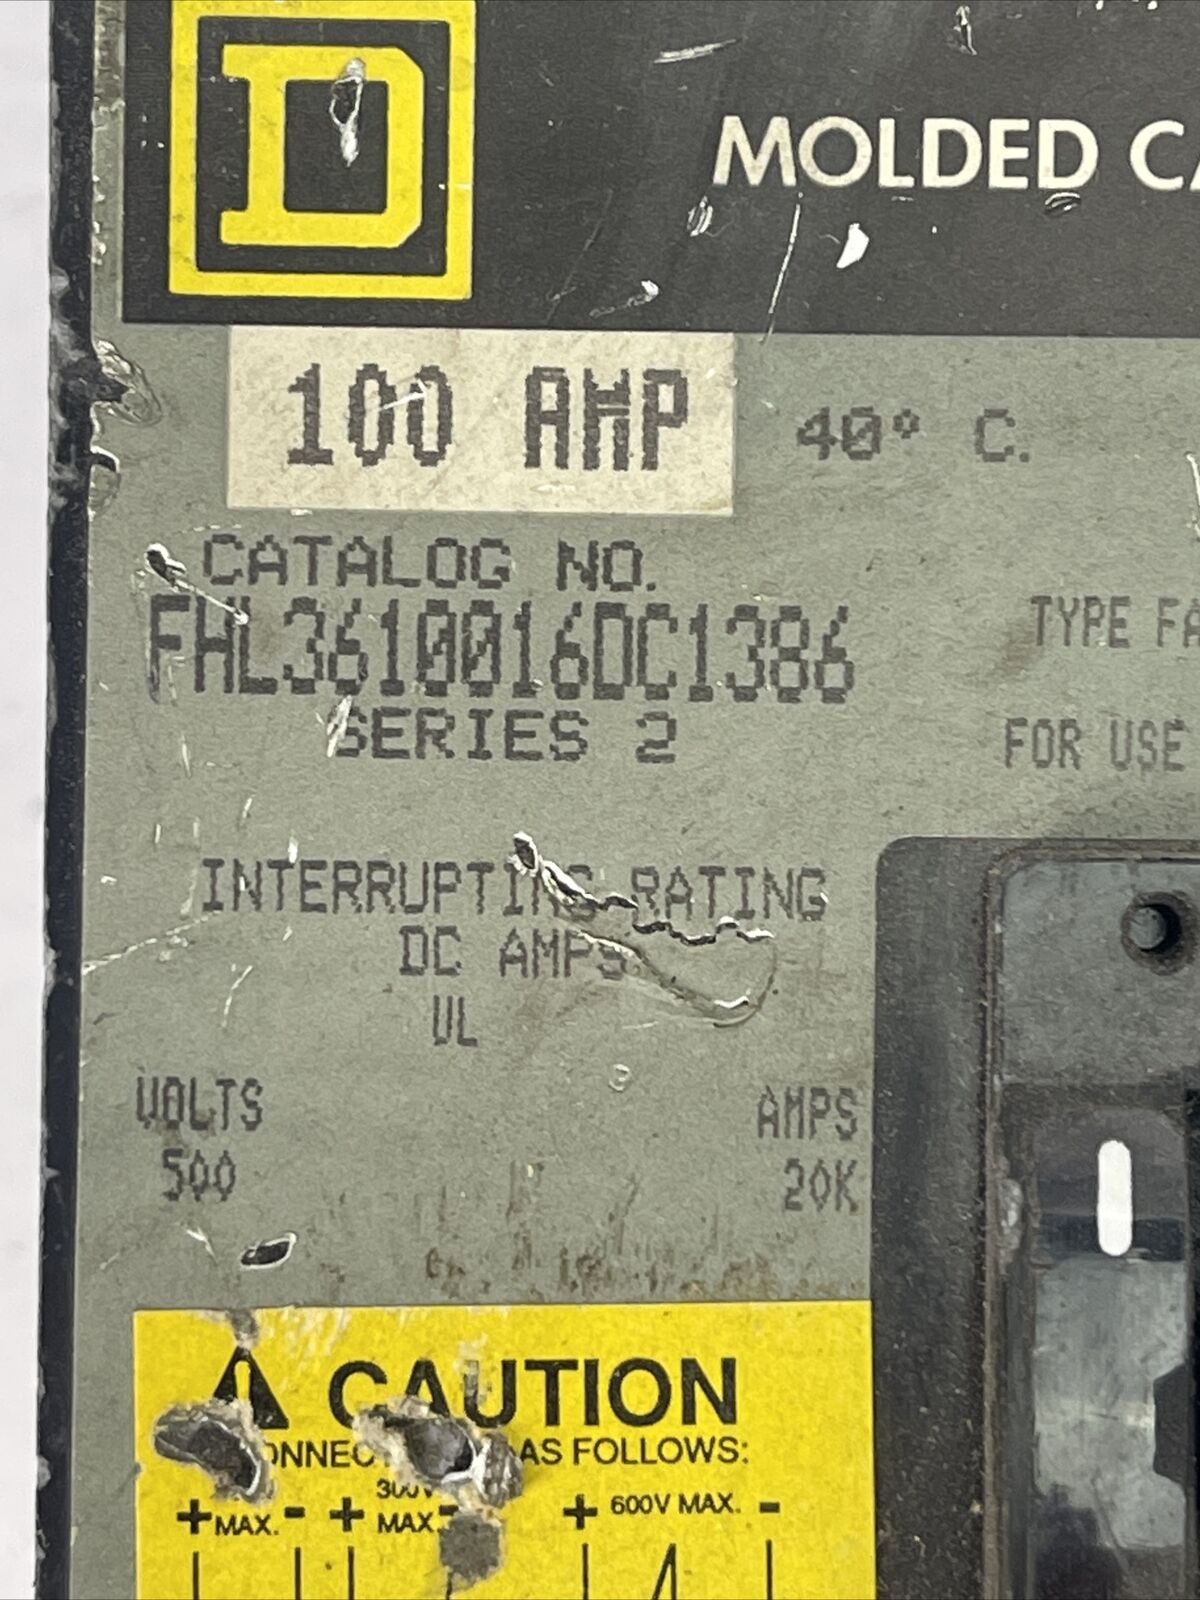 D
MOLDED CA
100 AMP 40° C.
CATALOG NO.
FHL3610016DC1386
SERIES 2
TYPE FA
FOR USE
INTERRUPTING RATING
DC AMPS
UL
VOLTS AMPS
500 20K
CAUTION
ONNEC AS FOLLOWS:
+ MAX. - + 300V MAX. - + 600V MAX. -